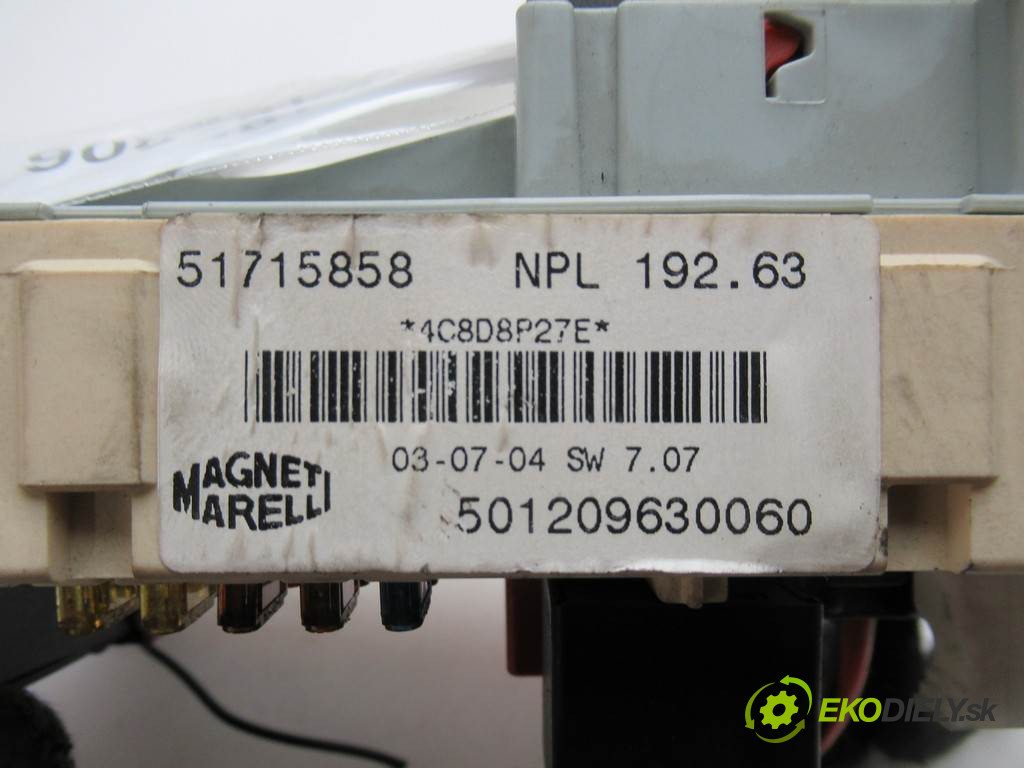 51715858 NPL 192.63
*4C8D8P27E*
MAGNETI
MARELLI
03-07-04 SW 7.07
501209630060
EKODIELY.sk